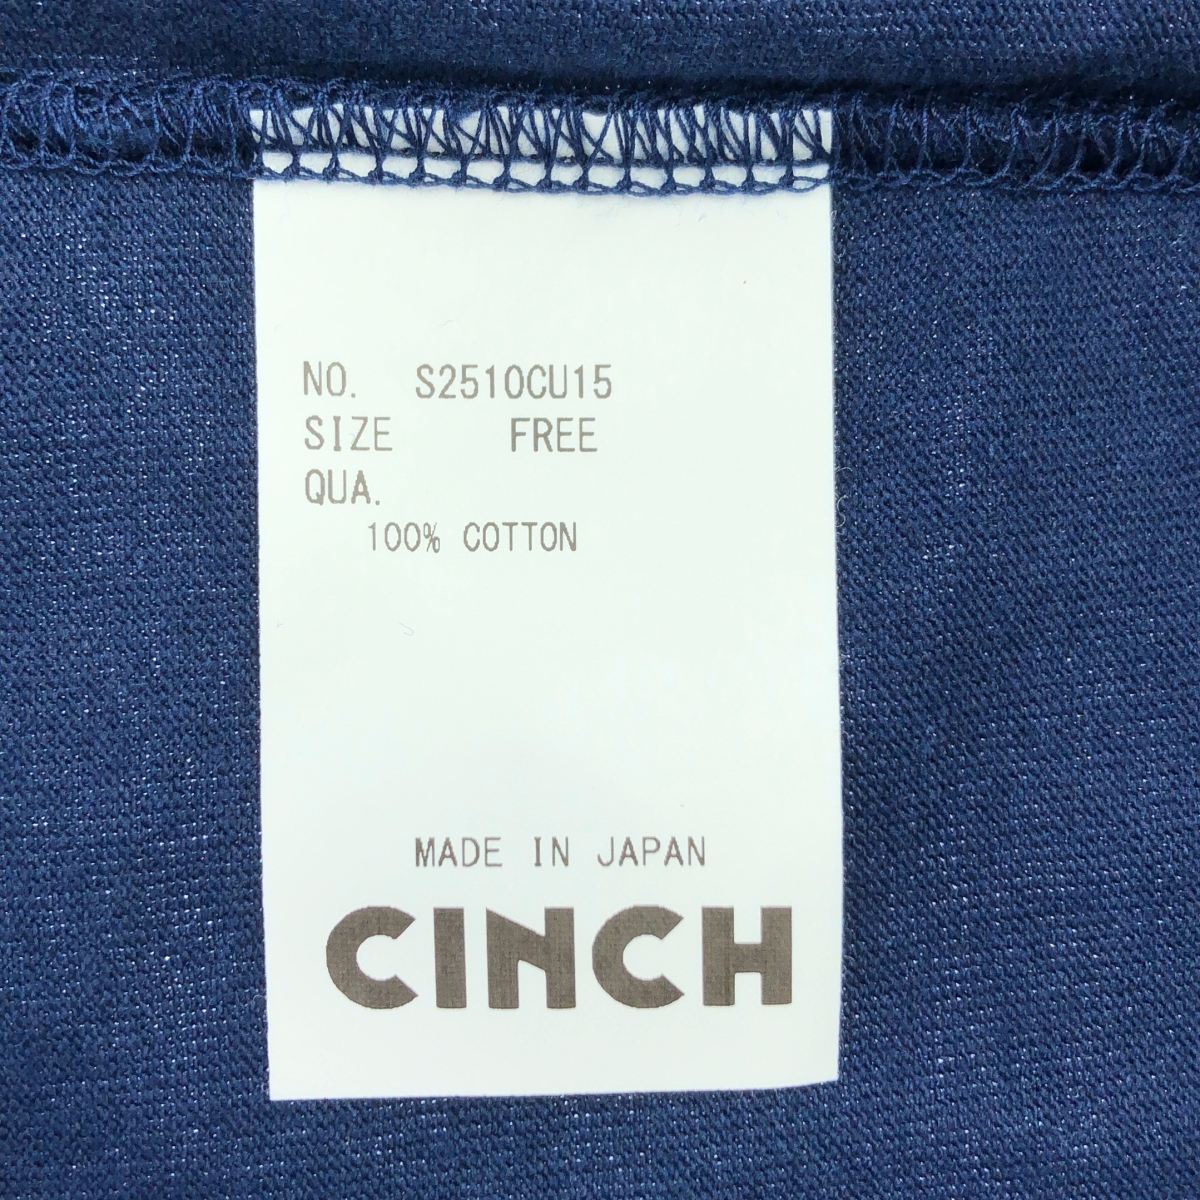 NO. S2510CU15
SIZE FREE
QUA.
100% COTTON
MADE IN JAPAN
CINCH